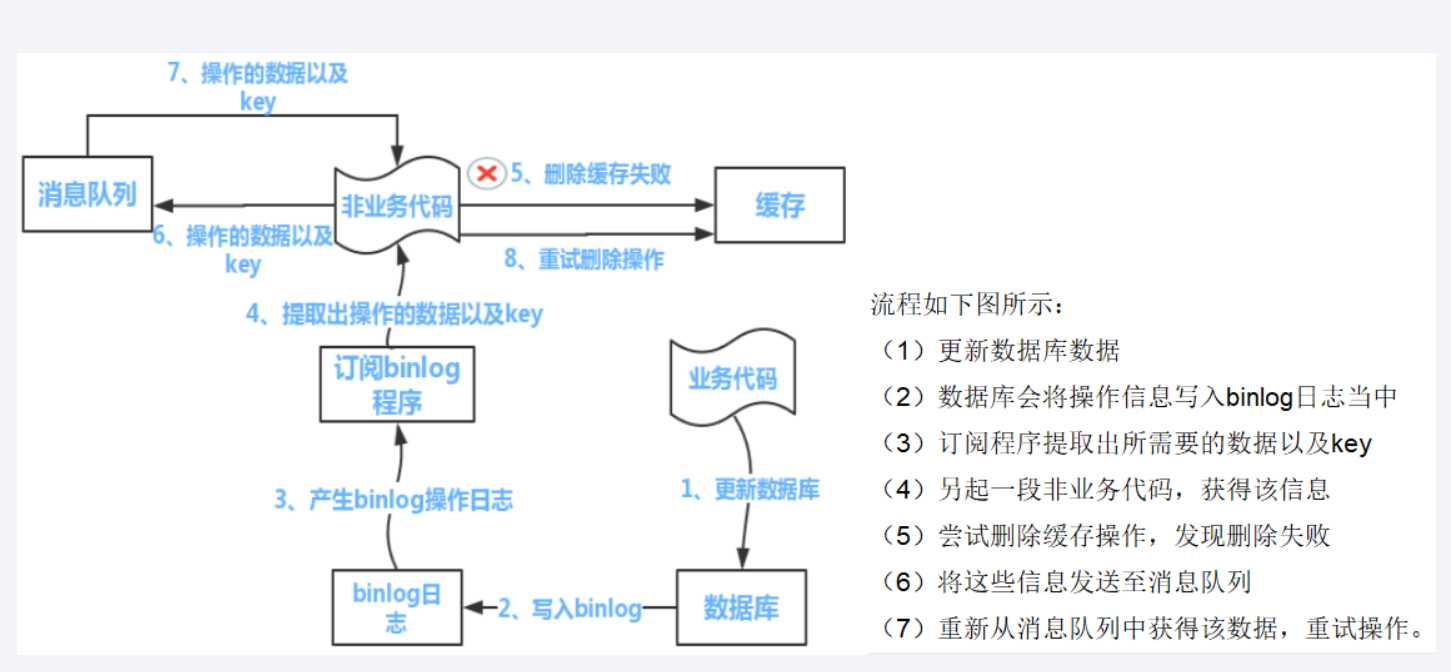 7、操作的数据以及
key
消息队列
非业务代码
5、删除缓存失败
缓存
6、操作的数据以及
key
8、重试删除操作
4、提取出操作的数据以及key
订阅binlog
程序
业务代码
3、产生binlog操作日志
1、更新数据库
binlog日
志
2、写入binlog
数据库
流程如下图所示：
（1）更新数据库数据
（2）数据库会将操作信息写入binlog日志当中
（3）订阅程序提取出所需要的数据以及key
（4）另起一段非业务代码，获得该信息
（5）尝试删除缓存操作，发现删除失败
（6）将这些信息发送至消息队列
（7）重新从消息队列中获得该数据，重试操作。